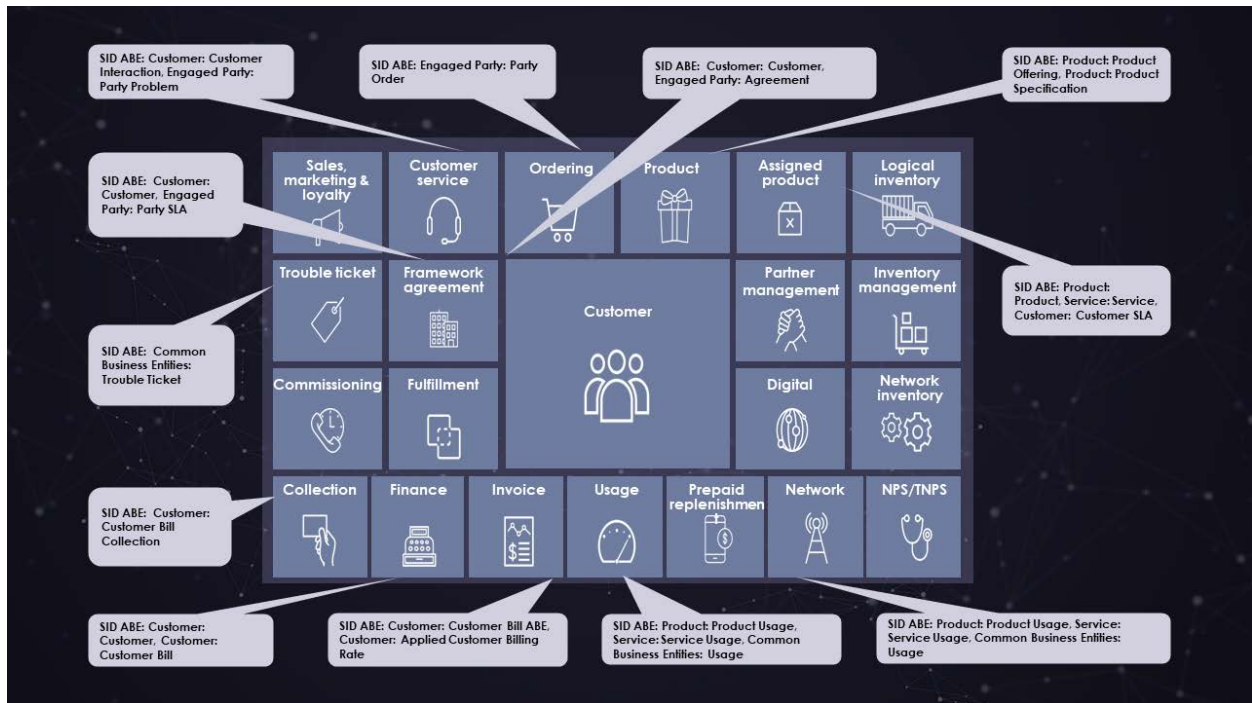 SID ABE: Customer: Customer
Interaction, Engaged Party:
Party Problem
SID ABE: Engaged Party: Party
Order
SID ABE: Customer: Customer,
Engaged Party: Agreement
SID ABE: Product: Product
Offering, Product: Product
Specification
SID ABE: Customer:
Customer, Engaged
Party: Party SLA
Sales,
marketing &
loyalty
Customer
service
Ordering
Product
Assigned
product
Logical
inventory
Trouble ticket
Framework
agreement
Customer
Partner
management
Inventory
management
SID ABE: Product:
Product, Service: Service,
Customer: Customer SLA
SID ABE: Common
Business Entities:
Trouble Ticket
Commissioning
Fulfillment
Digital
Network
inventory
SID ABE: Customer:
Customer Bill
Collection
Collection
Finance
Invoice
Usage
Prepaid
replenishmen
Network
NPS/TNPS
SID ABE: Customer:
Customer, Customer:
Customer Bill
SID ABE: Customer: Customer Bill ABE,
Customer: Applied Customer Billing
Rate
SID ABE: Product: Product Usage,
Service: Service Usage, Common
Business Entities: Usage
SID ABE: Product: Product Usage, Service:
Service Usage, Common Business Entities:
Usage